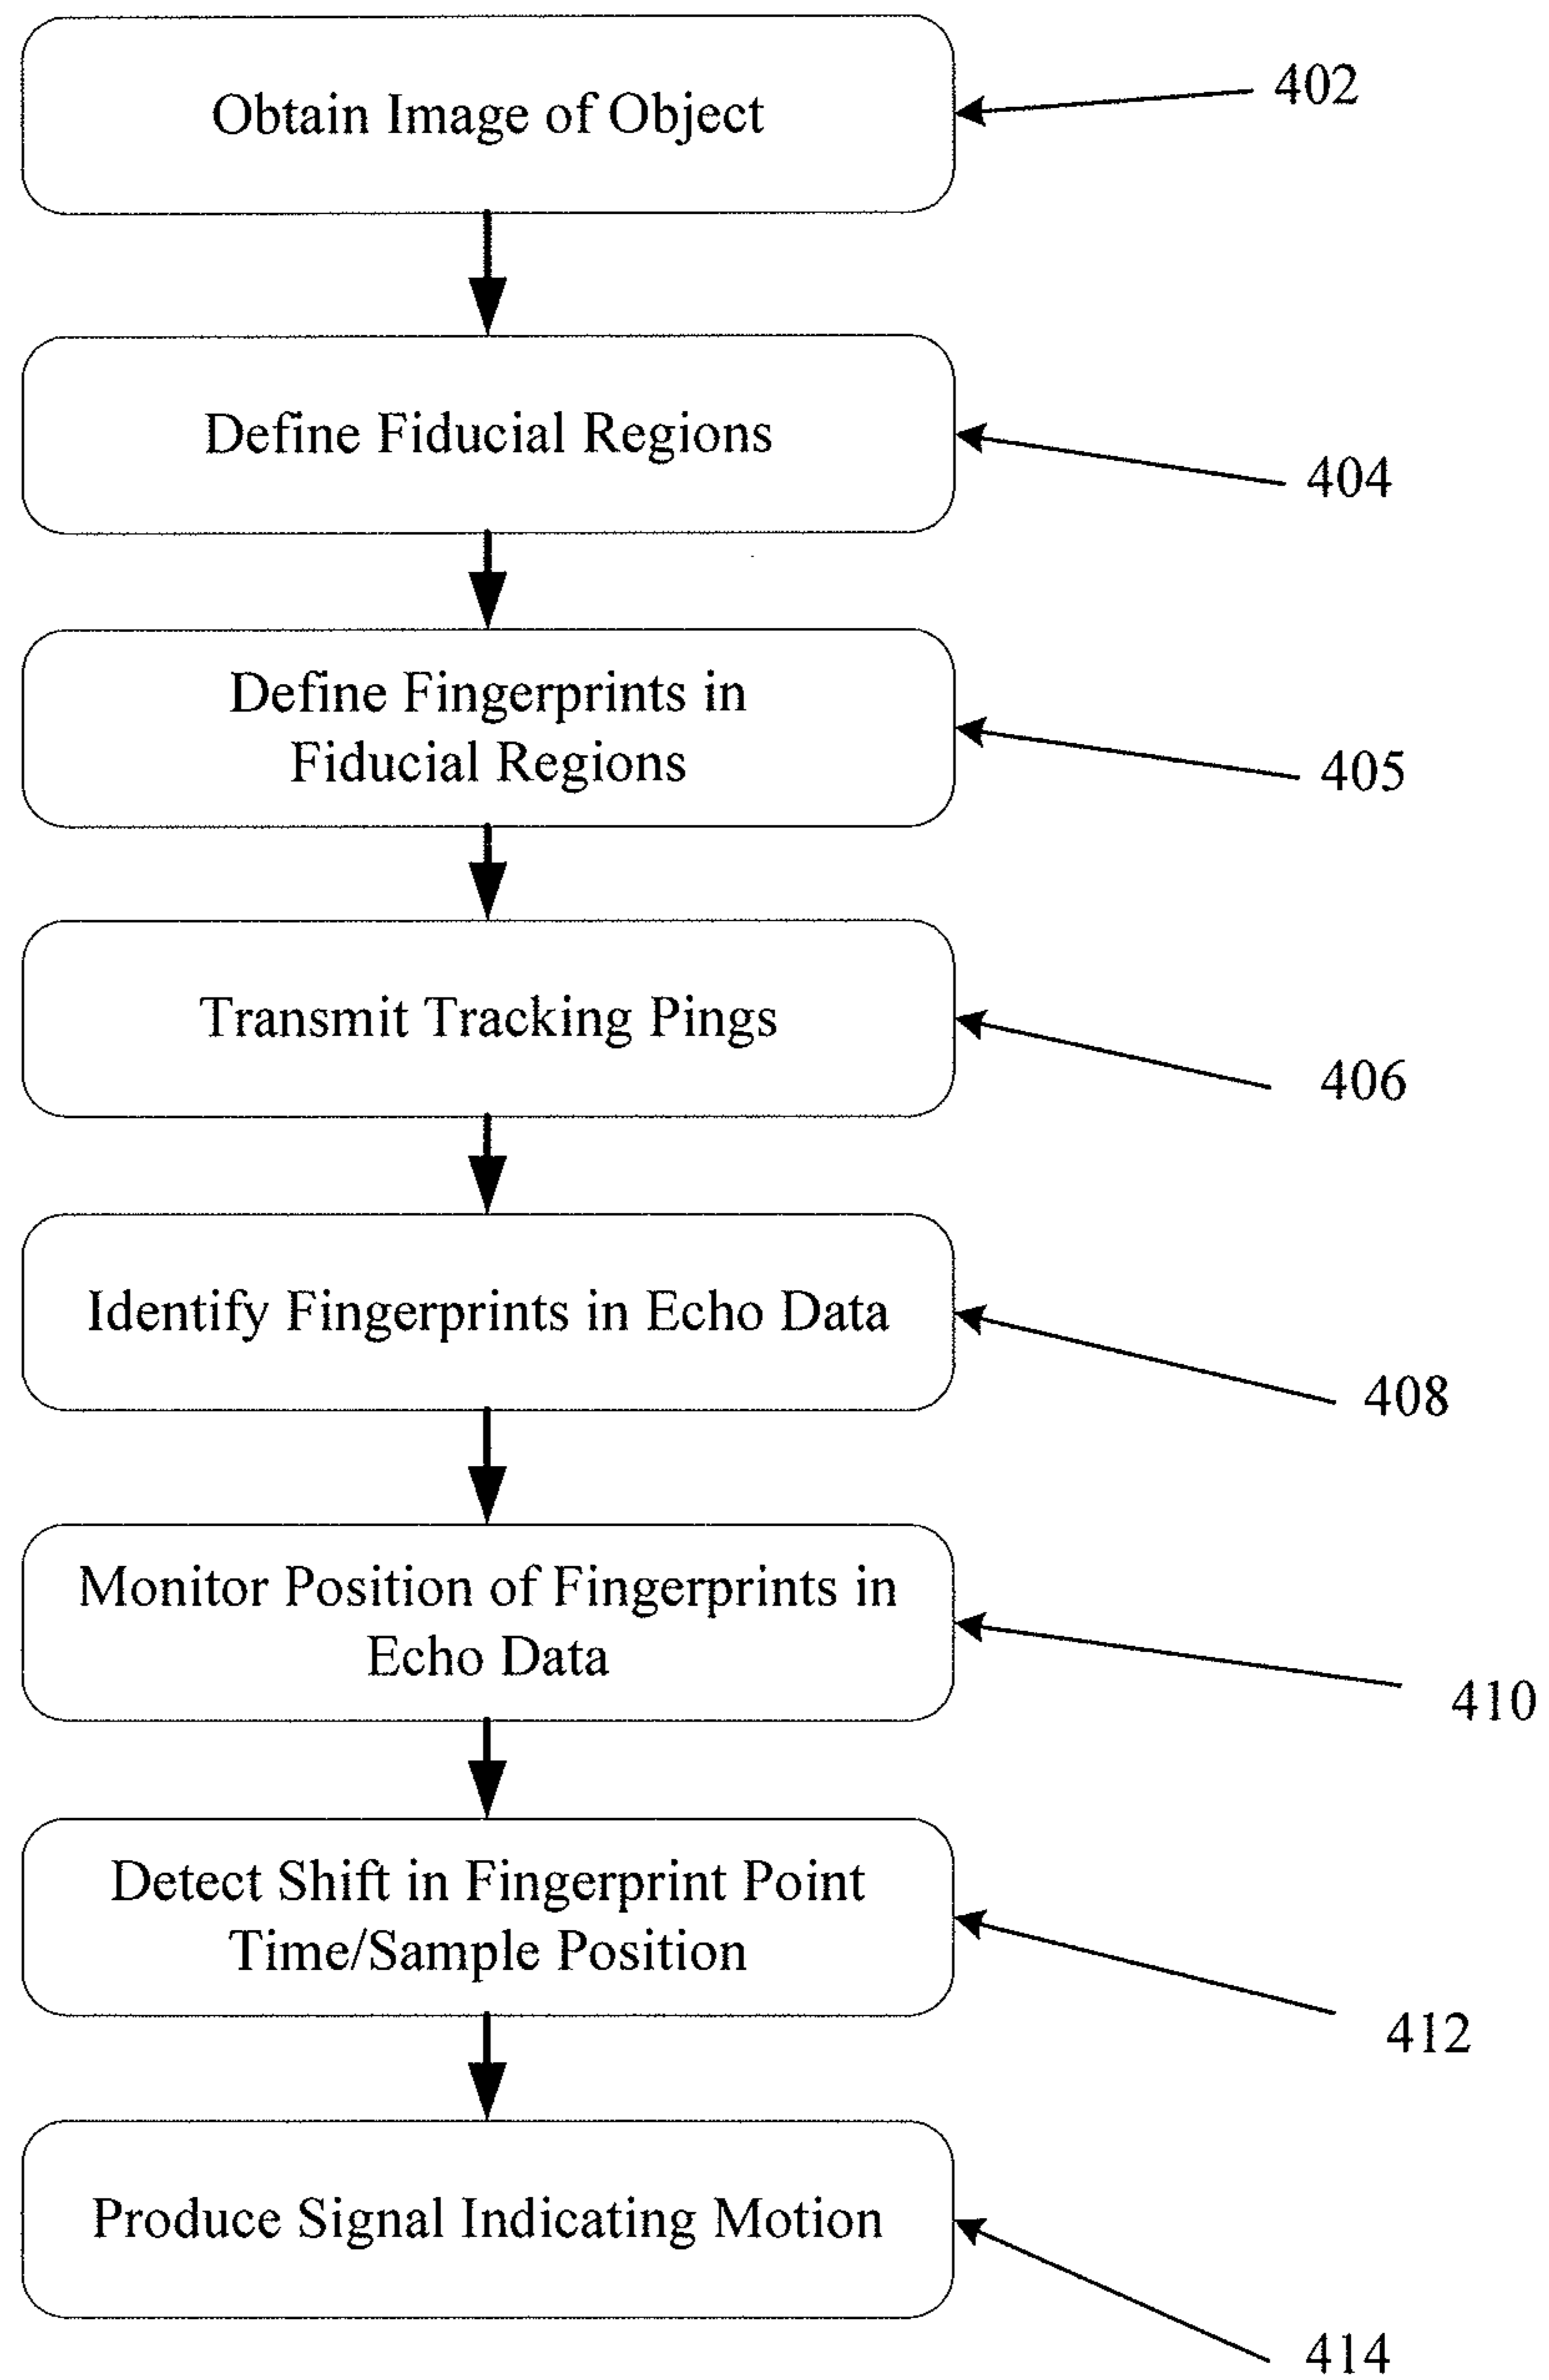 Obtain Image of Object
402
Define Fiducial Regions
404
Define Fingerprints in
Fiducial Regions
405
Transmit Tracking Pings
406
Identify Fingerprints in Echo Data
408
Monitor Position of Fingerprints in
Echo Data
410
Detect Shift in Fingerprint Point
Time/Sample Position
412
Produce Signal Indicating Motion
414